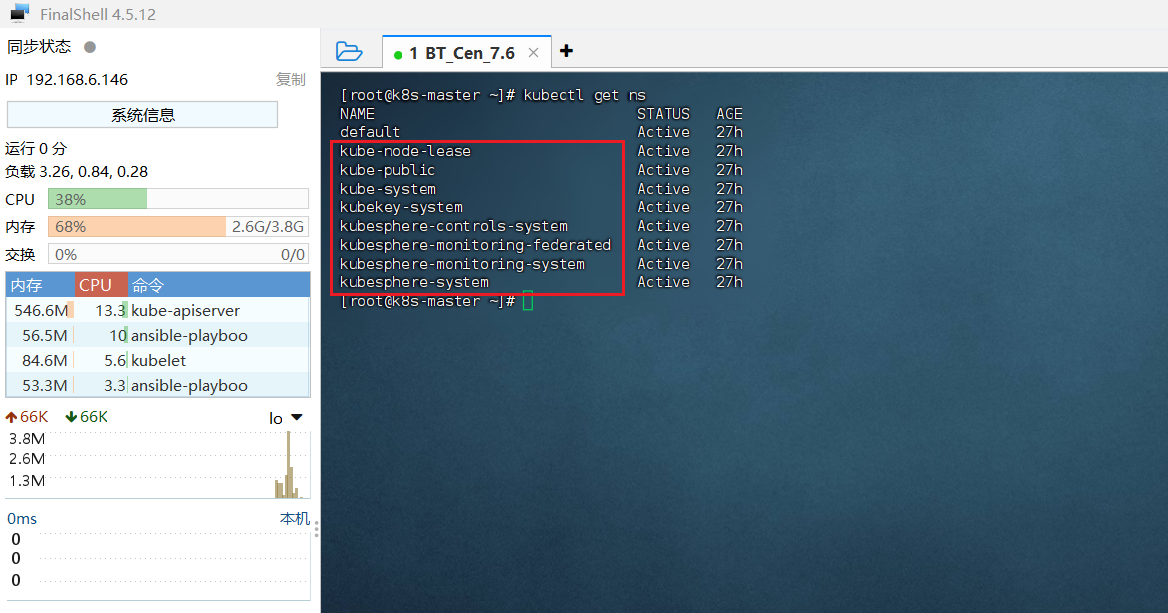 FinalShell 4.5.12
同步状态
IP 192.168.6.146 复制
系统信息
运行 0 分
负载 3.26, 0.84, 0.28
CPU 38%
内存 68% 2.6G/3.8G
交换 0% 0/0
内存 CPU 命令
546.6M 13.3 kube-apiserver
56.5M 10 ansible-playboo
84.6M 5.6 kubelet
53.3M 3.3 ansible-playboo
66K 66K lo
3.8M
2.6M
1.3M
0ms 本机
0
0
0
1 BT_Cen_7.6
[root@k8s-master ~]# kubectl get ns
NAME STATUS AGE
default Active 27h
kube-node-lease Active 27h
kube-public Active 27h
kube-system Active 27h
kubekey-system Active 27h
kubesphere-controls-system Active 27h
kubesphere-monitoring-federated Active 27h
kubesphere-monitoring-system Active 27h
kubesphere-system Active 27h
[root@k8s-master ~]#